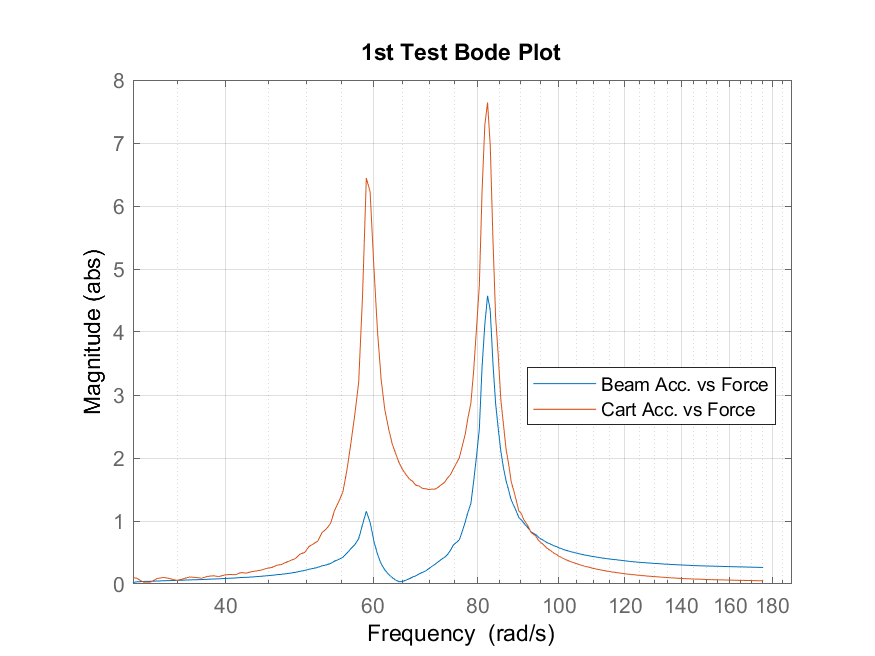 1st Test Bode Plot
8
7
6
5
4
3
2
1
0
Magnitude (abs)
Beam Acc. vs Force
Cart Acc. vs Force
40 60 80 100 120 140 160 180
Frequency (rad/s)